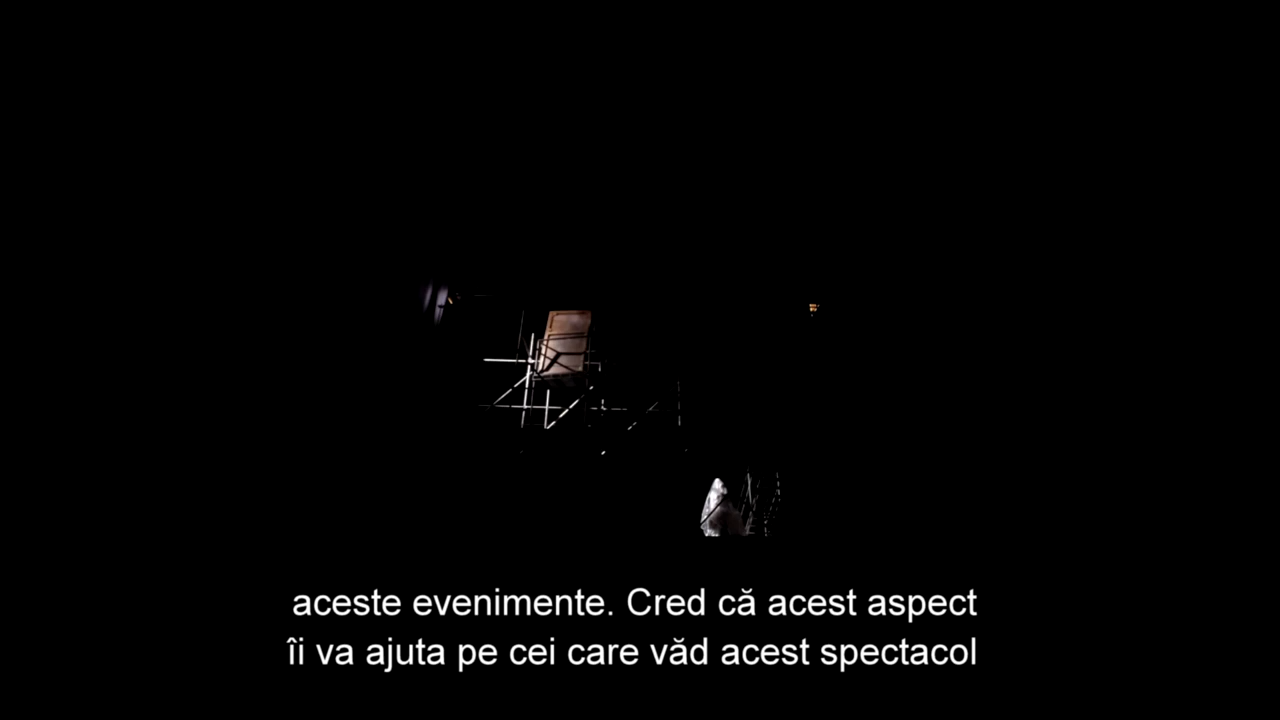 aceste evenimente. Cred că acest aspect
îi va ajuta pe cei care văd acest spectacol